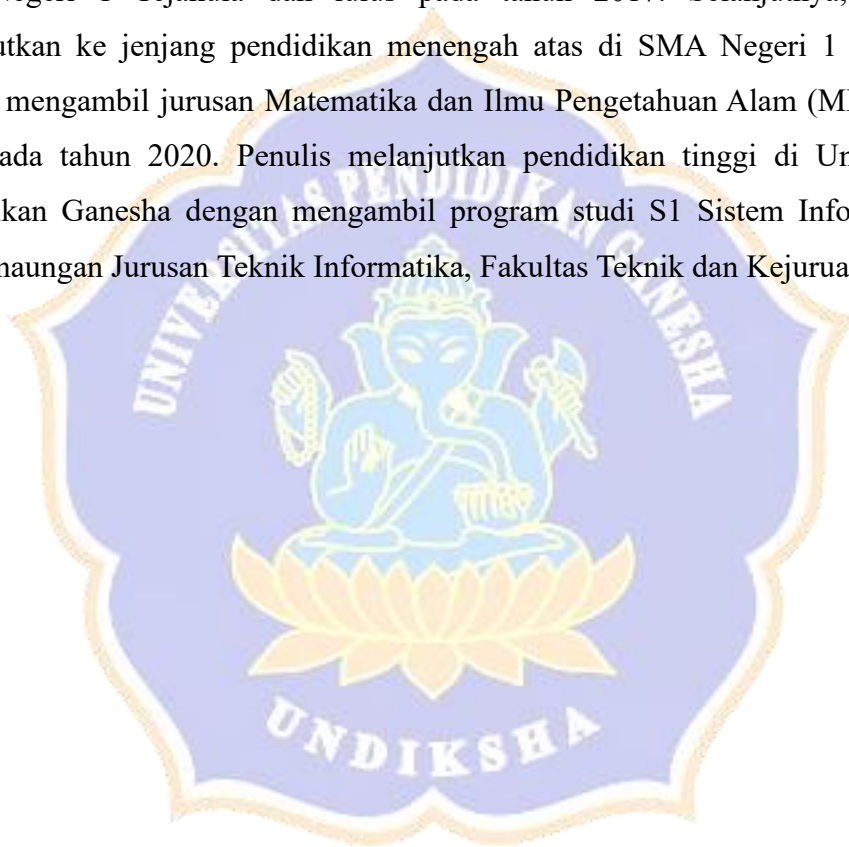 1 Tejakula dan lulus pada tahun 2017. Selanjutnya,
utkan ke jenjang pendidikan menengah atas di SMA Negeri 1
mengambil jurusan Matematika dan Ilmu Pengetahuan Alam (MI
ada tahun 2020. Penulis melanjutkan pendidikan tinggi di Un
ikan Ganesha dengan mengambil program studi S1 Sistem Info
naungan Jurusan Teknik Informatika, Fakultas Teknik dan Kejurua
UNIVERSITAS PENDIDIKAN GANESHA
UNDIKSHA